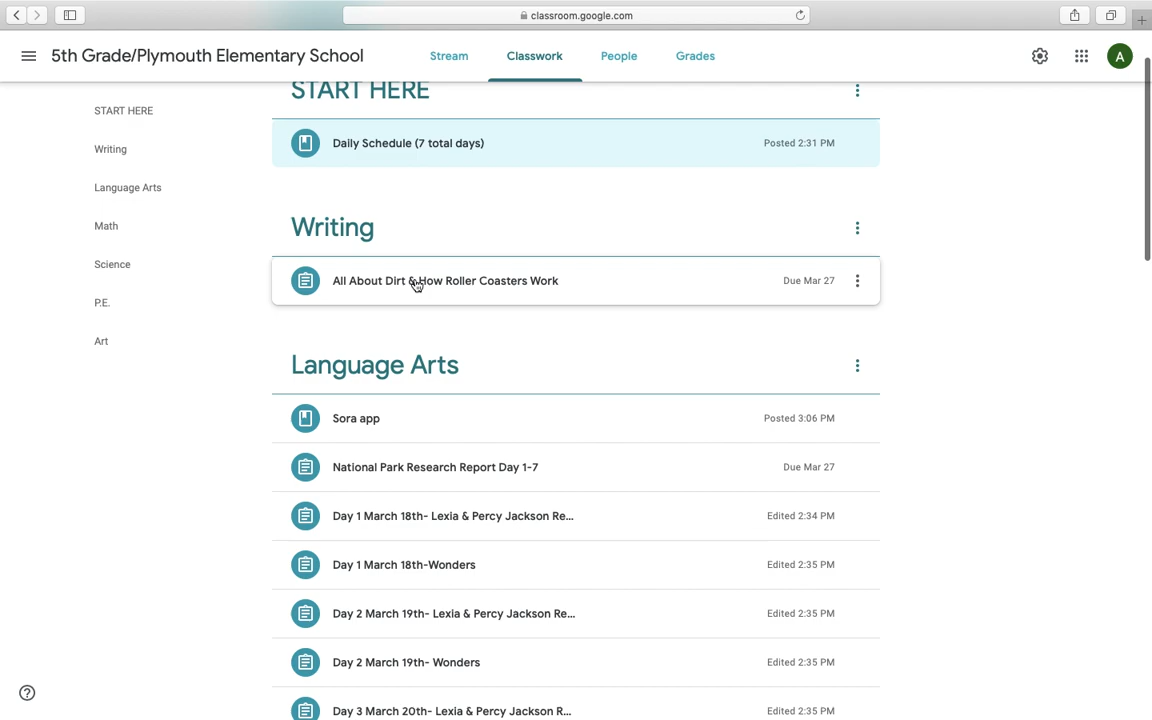 classroom.google.com
5th Grade/Plymouth Elementary School
Stream
Classwork
People
Grades
A
START HERE
Writing
Language Arts
Math
Science
P.E.
Art
START HERE
Daily Schedule (7 total days) Posted 2:31 PM
Writing
All About Dirt & How Roller Coasters Work Due Mar 27
Language Arts
Sora app Posted 3:06 PM
National Park Research Report Day 1-7 Due Mar 27
Day 1 March 18th- Lexia & Percy Jackson Re... Edited 2:34 PM
Day 1 March 18th-Wonders Edited 2:35 PM
Day 2 March 19th- Lexia & Percy Jackson Re... Edited 2:35 PM
Day 2 March 19th- Wonders Edited 2:35 PM
Day 3 March 20th- Lexia & Percy Jackson R... Edited 2:35 PM